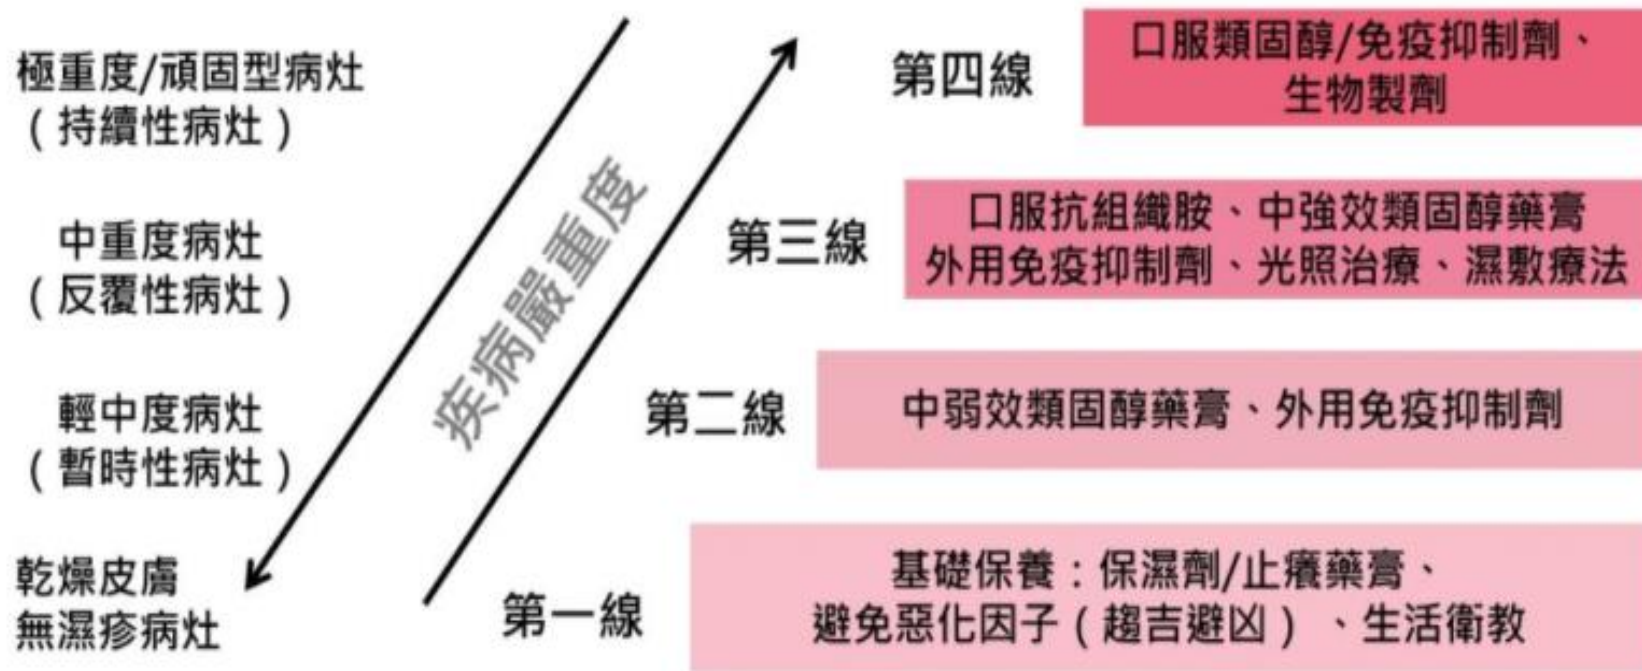 極重度/頑固型病灶
(持續性病灶)
第四線
口服類固醇/免疫抑制劑、
生物製劑
中重度病灶
(反覆性病灶)
第三線
口服抗組織胺、中強效類固醇藥膏
外用免疫抑制劑、光照治療、濕敷療法
疾病嚴重度
輕中度病灶
(暫時性病灶)
第二線
中弱效類固醇藥膏、外用免疫抑制劑
乾燥皮膚
無濕疹病灶
第一線
基礎保養:保濕劑/止癢藥膏、
避免惡化因子(趨吉避凶)、生活衛教